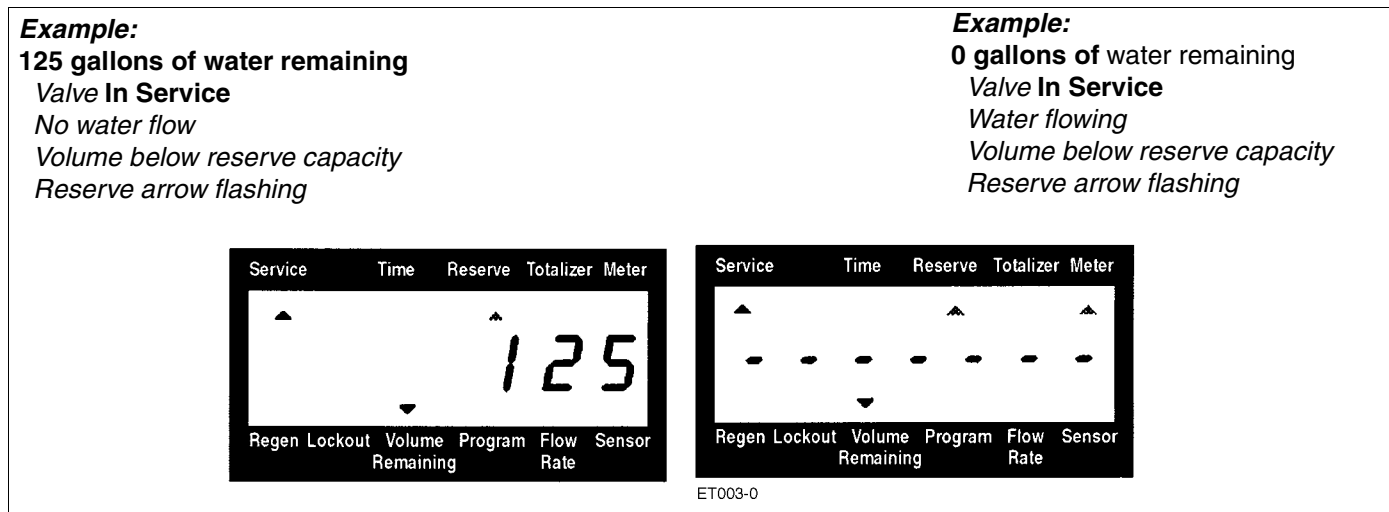 Example:
125 gallons of water remaining
Valve In Service
No water flow
Volume below reserve capacity
Reserve arrow flashing
Example:
0 gallons of water remaining
Valve In Service
Water flowing
Volume below reserve capacity
Reserve arrow flashing
Service Time Reserve Totalizer Meter
125
Regen Lockout Volume Remaining Program Flow Rate Sensor
Service Time Reserve Totalizer Meter
- - - - - - -
Regen Lockout Volume Remaining Program Flow Rate Sensor
ET003-0